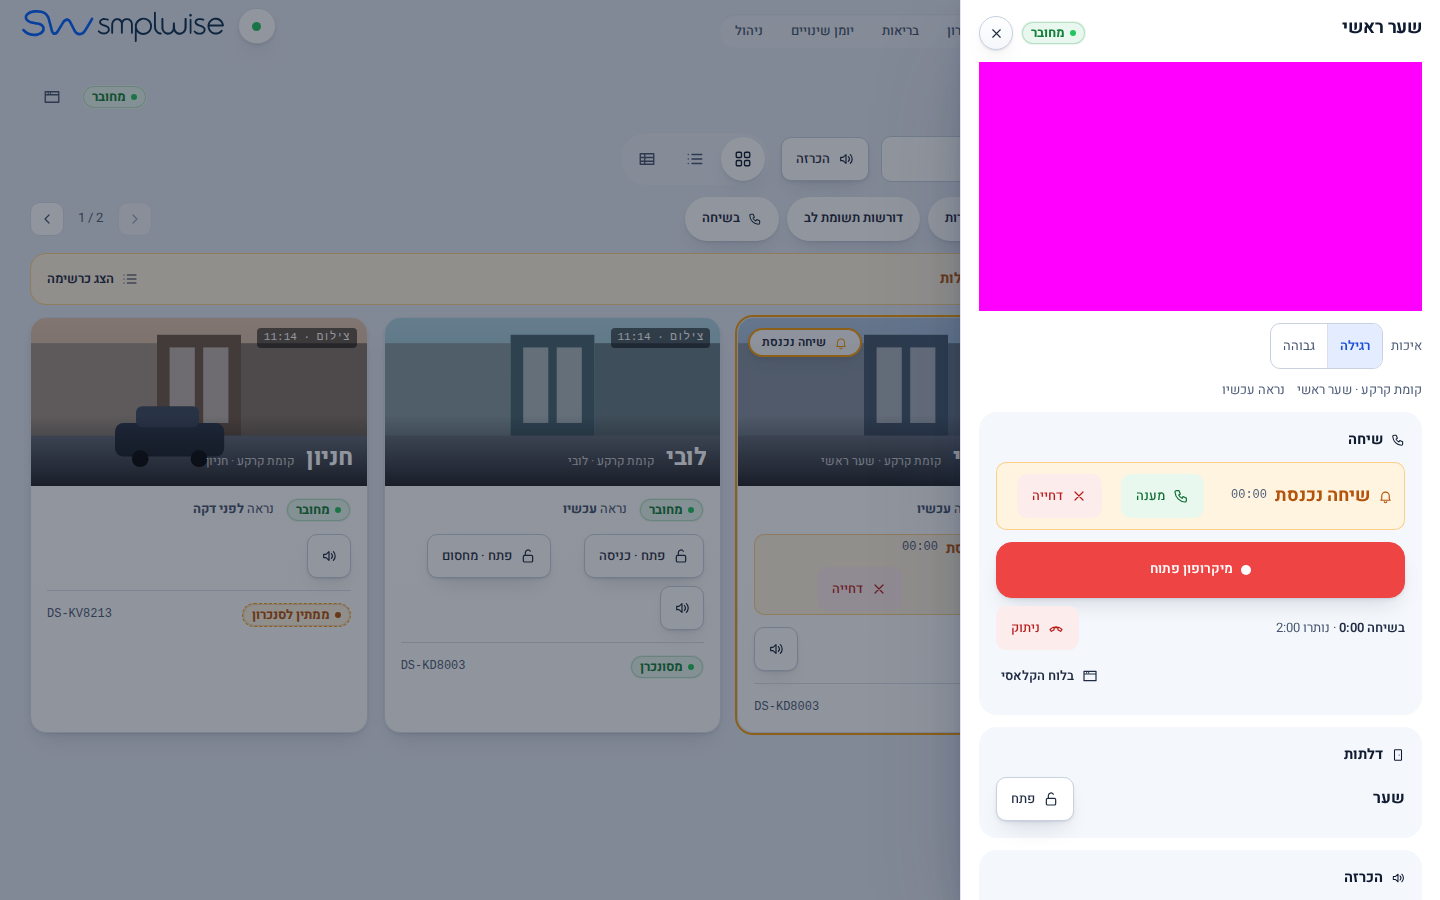 smplwise
ניהול
יומן שינויים
בריאות
מחובר
הכרזה
1 / 2
בשיחה
דורשות תשומת לב
הצג כרשימה
צילום · 11:14
חניון
קומת קרקע · חניון
מחובר
נראה לפני דקה
ממתין לסנכרון
DS-KV8213
צילום · 11:14
לובי
קומת קרקע · לובי
מחובר
נראה עכשיו
פתח · כניסה
פתח · מחסום
מסונכרן
DS-KD8003
שיחה נכנסת
קומת קרקע · שער ראשי
00:00
דחייה
DS-KD8003
שער ראשי
מחובר
איכות
רגילה
גבוהה
קומת קרקע · שער ראשי
נראה עכשיו
שיחה
שיחה נכנסת
00:00
מענה
דחייה
מיקרופון פתוח
בשיחה 0:00 · נותרו 2:00
ניתוק
בלוח הקלאסי
דלתות
שער
פתח
הכרזה